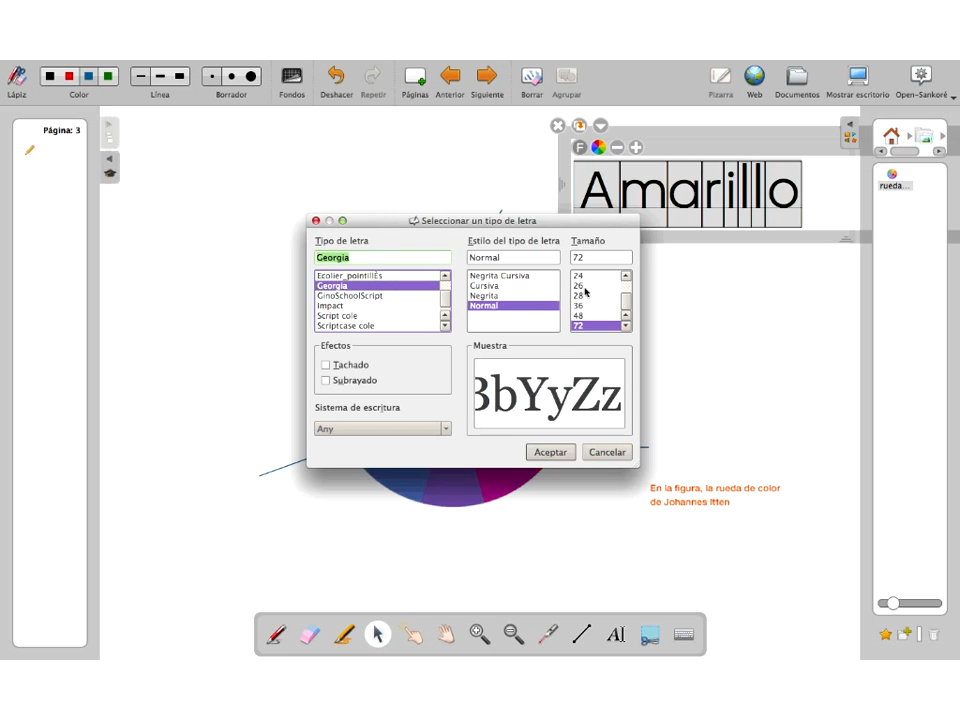 Lápiz
Color
Línea
Borrador
Fondos
Deshacer
Repetir
Páginas
Anterior
Siguiente
Borrar
Agrupar
Pizarra
Web
Documentos
Mostrar escritorio
Open-Sankoré
Página: 3
F
Amarillo
rueda...
Seleccionar un tipo de letra
Tipo de letra
Estilo del tipo de letra
Tamaño
Georgia
Normal
72
Ecolier_pointillÈs
Georgia
GinoSchoolScript
Impact
Script cole
Scriptcase cole
Negrita Cursiva
Cursiva
Negrita
Normal
24
26
28
36
48
72
Efectos
Tachado
Subrayado
Muestra
BbYyZz
Sistema de escritura
Any
Aceptar
Cancelar
En la figura, la rueda de color
de Johannes Itten
AI